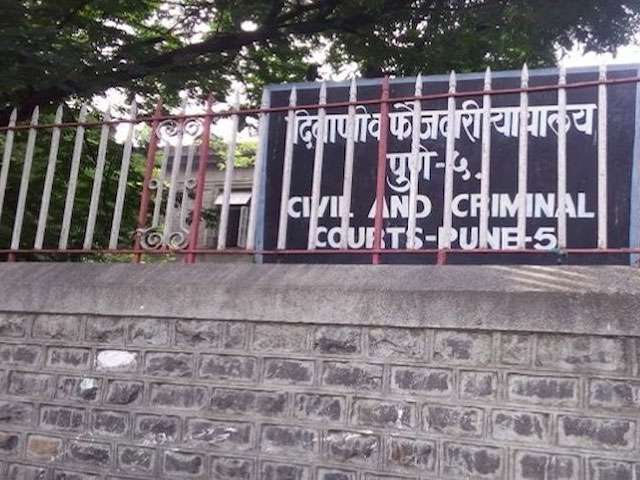 दिवाणी व फौजदारी न्यायालय
पुणे-५.
CIVIL AND CRIMINAL
COURTS-PUNE-5